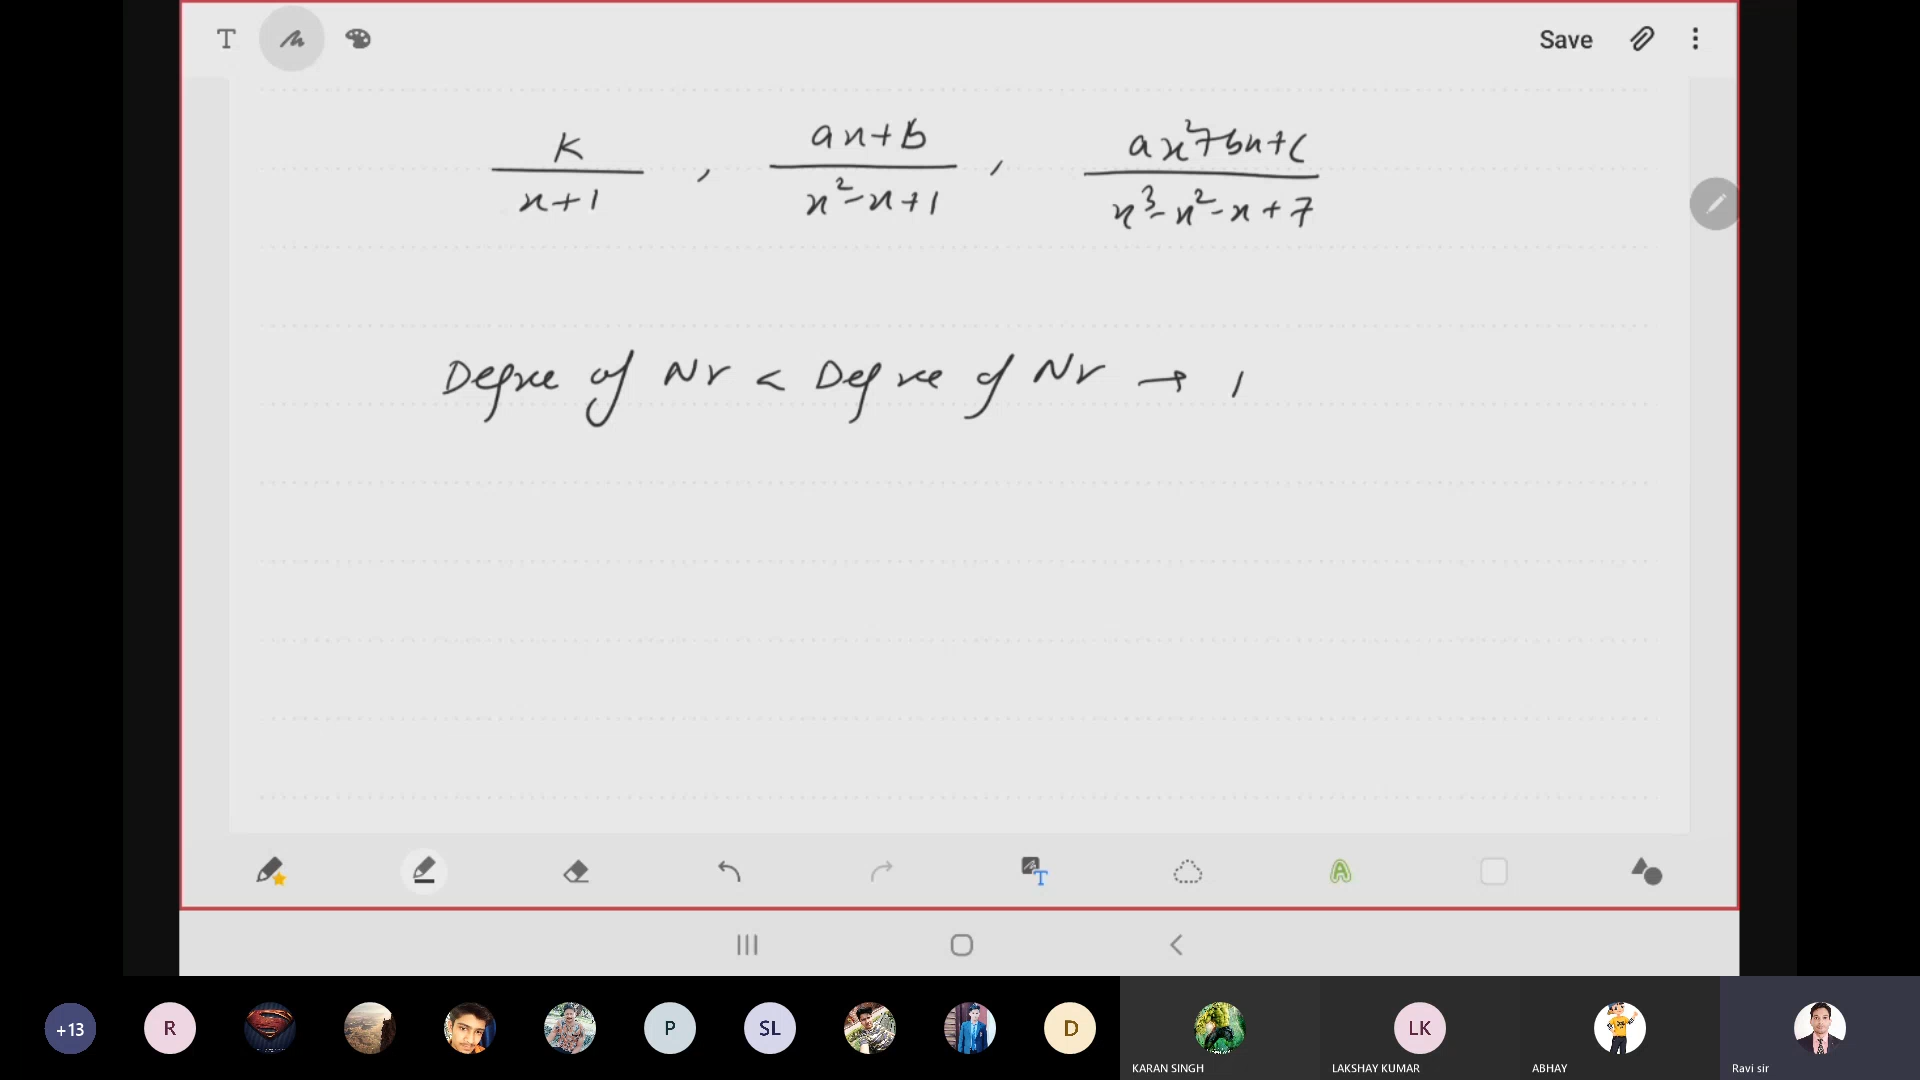 T Save
K/x+1 , ax+b/x²-x+1 , ax²+bx+c/x³-x²-x+7
Degree of Nr < Degree of Nr → 1
T A
+13 R P SL D LK
KARAN SINGH LAKSHAY KUMAR ABHAY Ravi sir